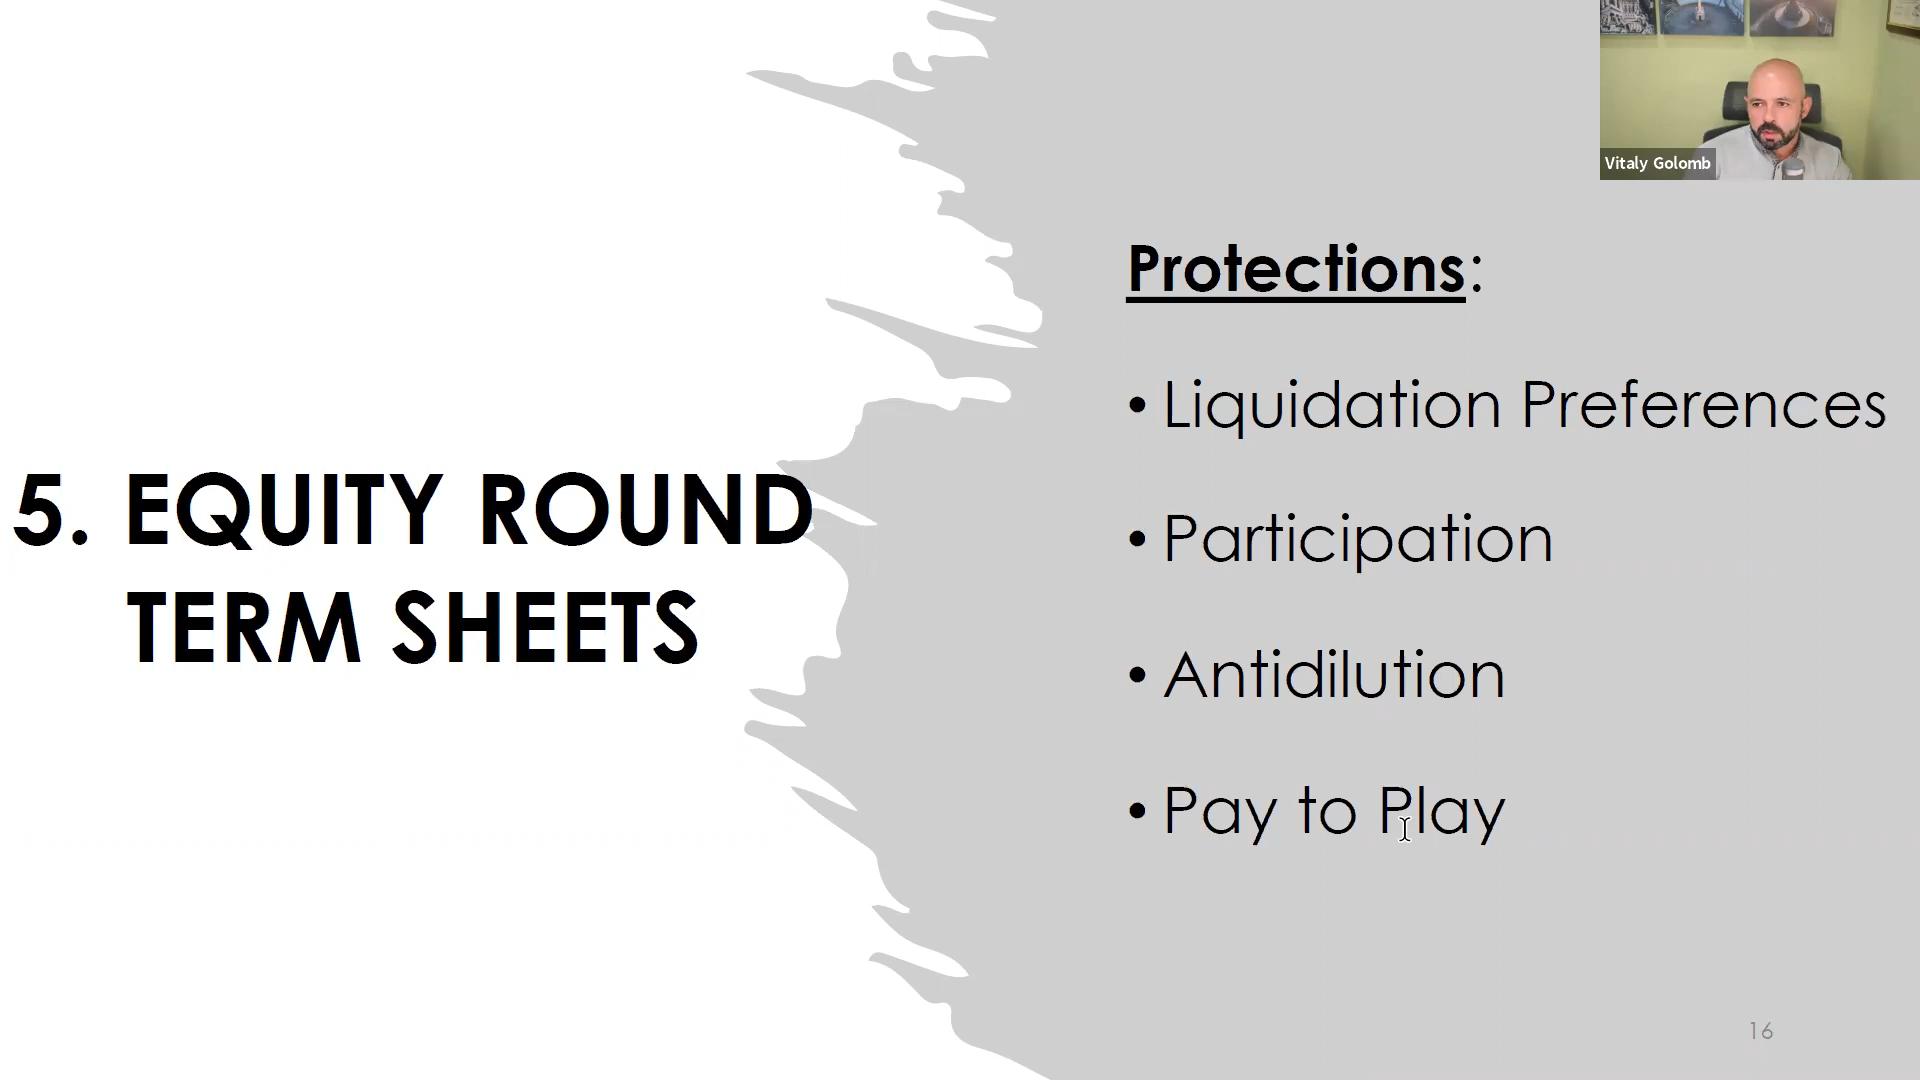 Vitaly Golomb
5. EQUITY ROUND
TERM SHEETS
Protections:
• Liquidation Preferences
• Participation
• Antidilution
• Pay to Play
16